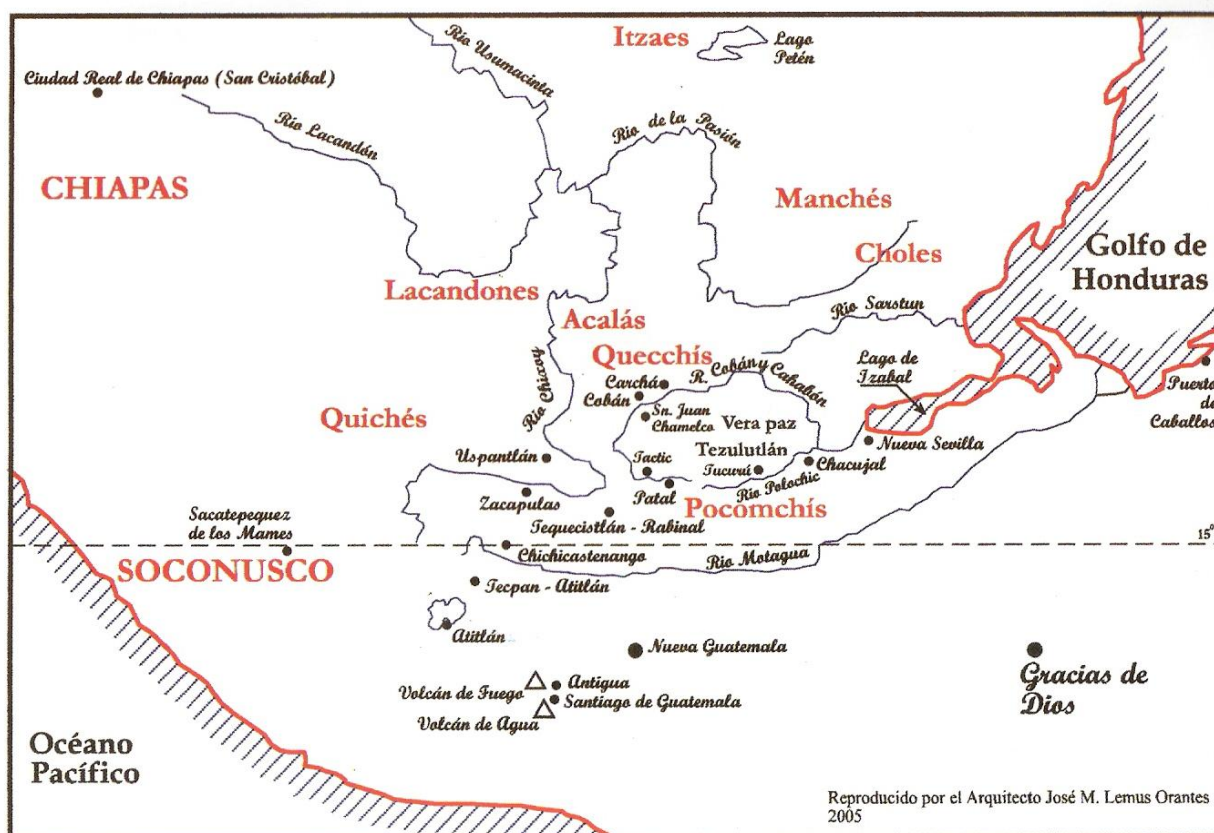 Itzaes
Lago
Petén
Río Usumacinta
Ciudad Real de Chiapas (San Cristóbal)
Río Lacandón
Río de la Pasión
CHIAPAS
Manchés
Choles
Golfo de
Honduras
Lacandones
Acalás
Río Sarstun
Quecchís
Lago de
Izabal
R. Cobán y Cahabón
Carchá
Cobán
Río Chixoy
Puerto
de
Caballos
Sn. Juan
Chamelco
Vera paz
Quichés
Tezulutlán
Nueva Sevilla
Uspantlán
Tactic
Tucurú
Chacujal
Río Polochic
Zacapulas
Patal
Pocomchís
Tequecistlán - Rabinal
Sacatepequez
de los Mames
15°
Chichicastenango
Río Motagua
SOCONUSCO
Tecpan - Atitlán
Atitlán
Nueva Guatemala
Gracias de
Dios
Antigua
Volcán de Fuego
Santiago de Guatemala
Volcán de Agua
Océano
Pacífico
Reproducido por el Arquitecto José M. Lemus Orantes
2005